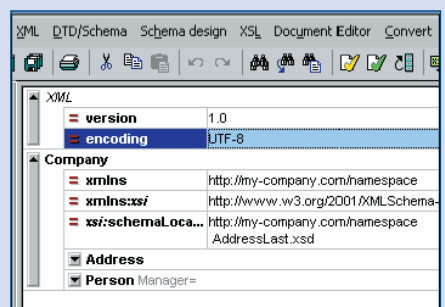 XML DTD/Schema Schema design XSL Document Editor Convert
XML
= version 1.0
= encoding UTF-8
Company
= xmlns http://my-company.com/namespace
= xmlns:xsi http://www.w3.org/2001/XMLSchema-
= xsi:schemaLoca... http://my-company.com/namespace
AddressLast.xsd
Address
Person Manager=